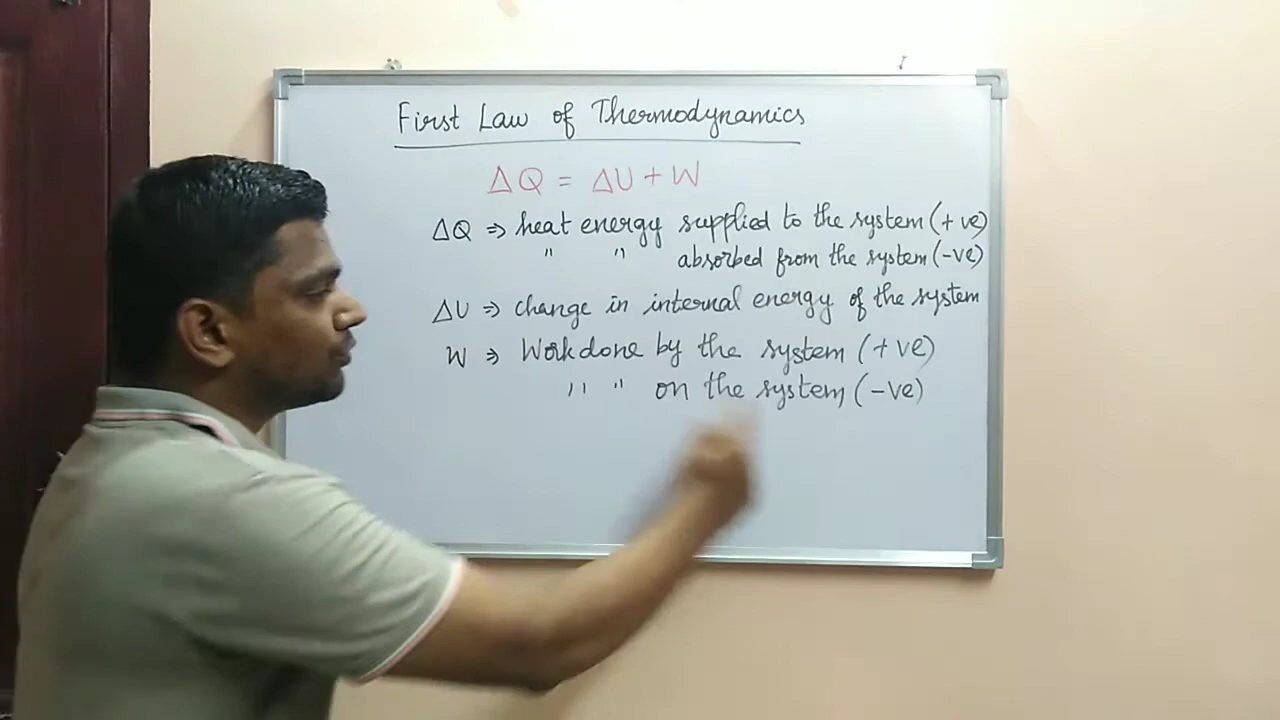 First Law of Thermodynamics
ΔQ = ΔU + W
ΔQ ⇒ heat energy supplied to the system (+ve)
" " absorbed from the system (-ve)
ΔU ⇒ change in internal energy of the system
W ⇒ Workdone by the system (+ve)
" " on the system (-ve)